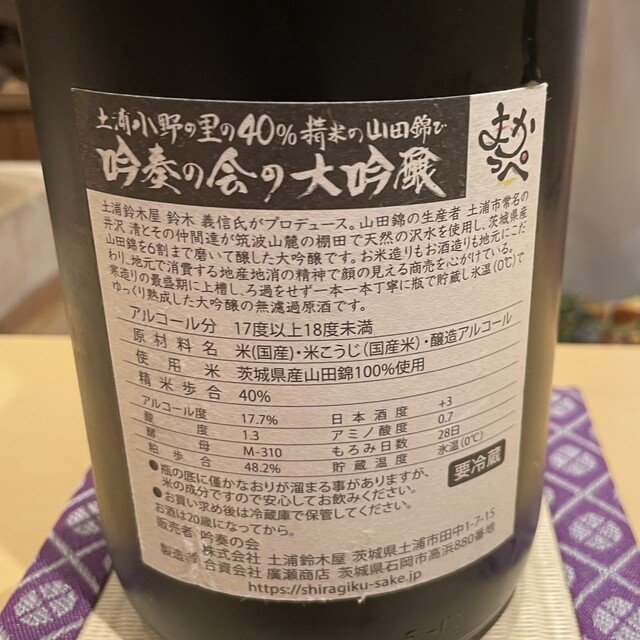 土浦小野の里の40%精米の山田錦で
吟奏の会の大吟醸
土浦鈴木屋 鈴木 義信氏がプロデュース。山田錦の生産者 土浦市常名の
井沢 清とその仲間達が筑波山麓の棚田で天然の沢水を使用し、茨城県産
山田錦を6割まで磨いて醸した大吟醸です。お米造りもお酒造りも地元にこだ
わり、地元で消費する地産地消の精神で顔の見える商売を心がけている。
寒造りの最盛期に上槽し、ろ過をせず一本一本丁寧に瓶で貯蔵し氷温(0℃)で
ゆっくり熟成した大吟醸の無濾過原酒です。
アルコール分 17度以上18度未満
原材料名 米(国産)・米こうじ(国産米)・醸造アルコール
使用米 茨城県産山田錦100%使用
精米歩合 40%
アルコール度 17.7% 日本酒度 +3
酸度 1.3 アミノ酸度 0.7
酵母 M-310 もろみ日数 28日
粕歩合 48.2% 貯蔵温度 氷温(0℃)
●瓶の底に僅かなおりが溜まる事がありますが、
米の成分ですので安心してお飲みください。
●お買い求め後は冷蔵庫で保管してください。
要冷蔵
お酒は20歳になってから。
販売者 吟奏の会
株式会社 土浦鈴木屋 茨城県土浦市田中1-7-15
製造者 合資会社 廣瀬商店 茨城県石岡市高浜880番地
https://shiragiku-sake.jp